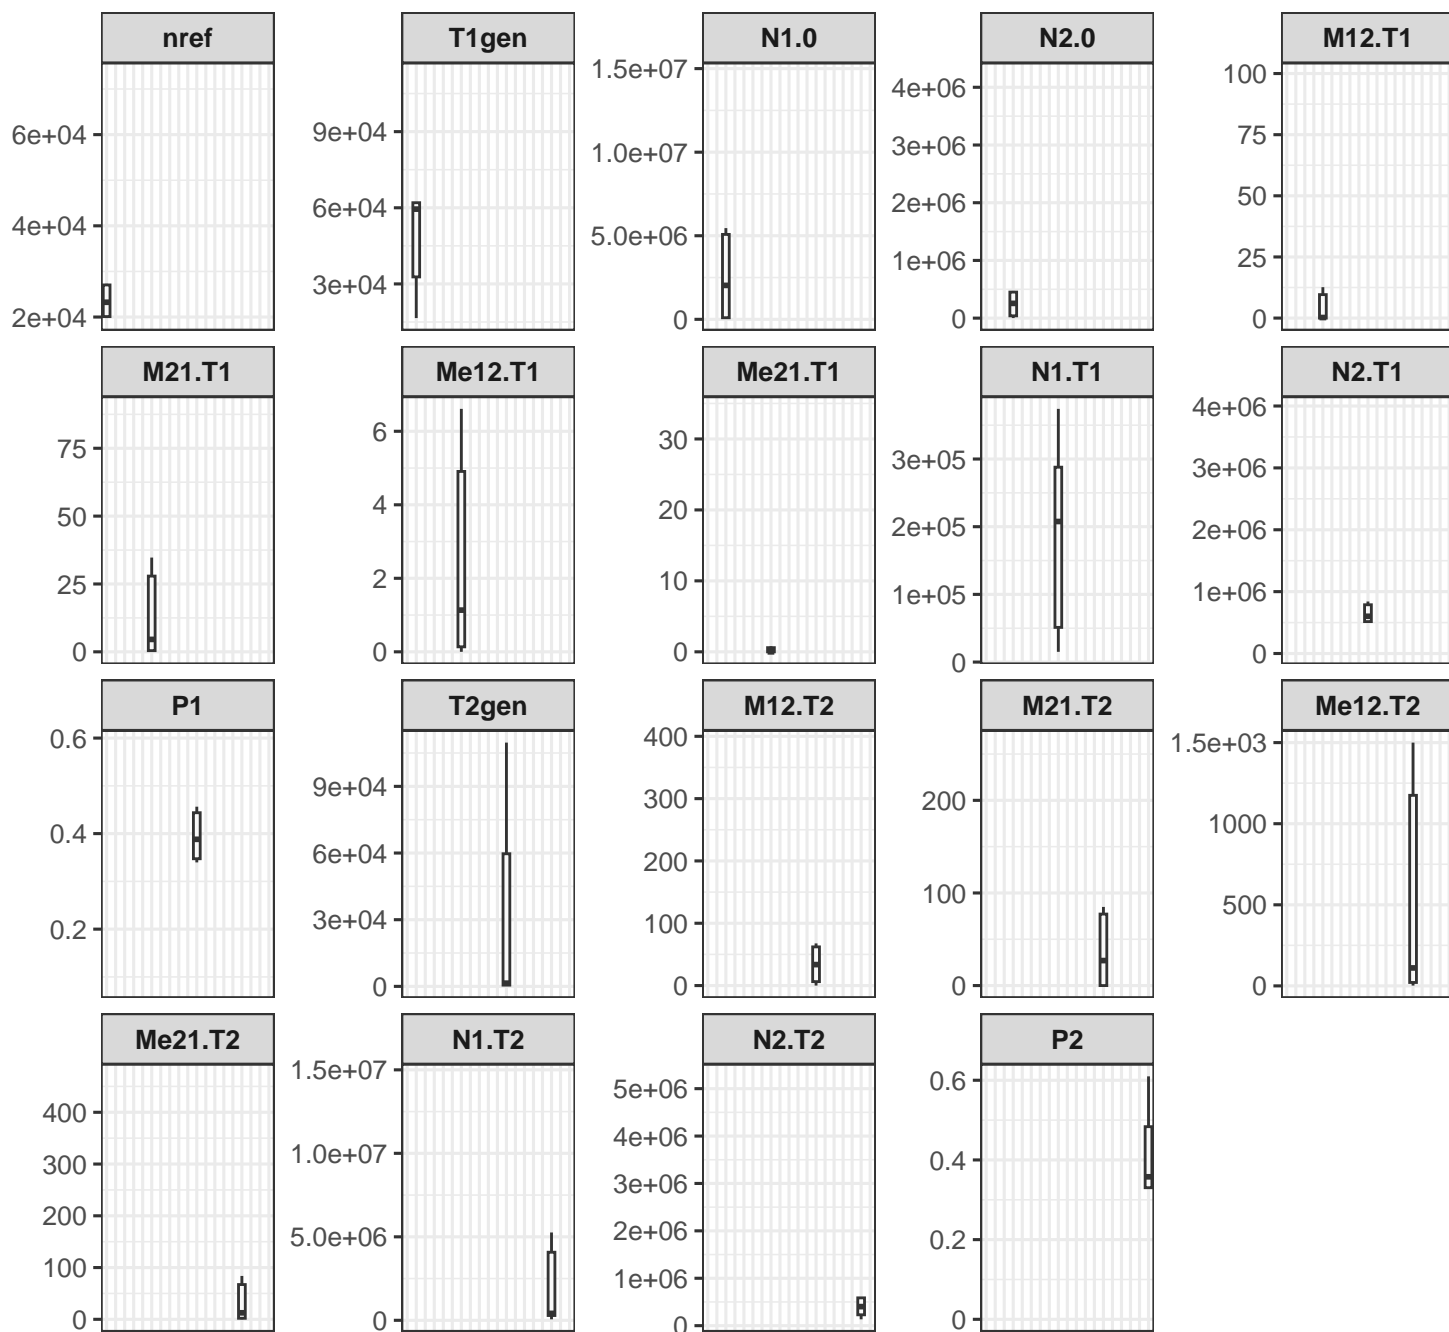 nref
T1gen
N1.0
N2.0
M12.T1
6e+04
4e+04
2e+04
9e+04
6e+04
3e+04
1.5e+07
1.0e+07
5.0e+06
0
4e+06
3e+06
2e+06
1e+06
0
100
75
50
25
0
M21.T1
Me12.T1
Me21.T1
N1.T1
N2.T1
75
50
25
0
6
4
2
0
30
20
10
0
3e+05
2e+05
1e+05
0
4e+06
3e+06
2e+06
1e+06
0
P1
T2gen
M12.T2
M21.T2
Me12.T2
0.6
0.4
0.2
9e+04
6e+04
3e+04
0
400
300
200
100
0
200
100
0
1.5e+03
1000
500
0
Me21.T2
N1.T2
N2.T2
P2
400
300
200
100
0
1.5e+07
1.0e+07
5.0e+06
0
5e+06
4e+06
3e+06
2e+06
1e+06
0
0.6
0.4
0.2
0